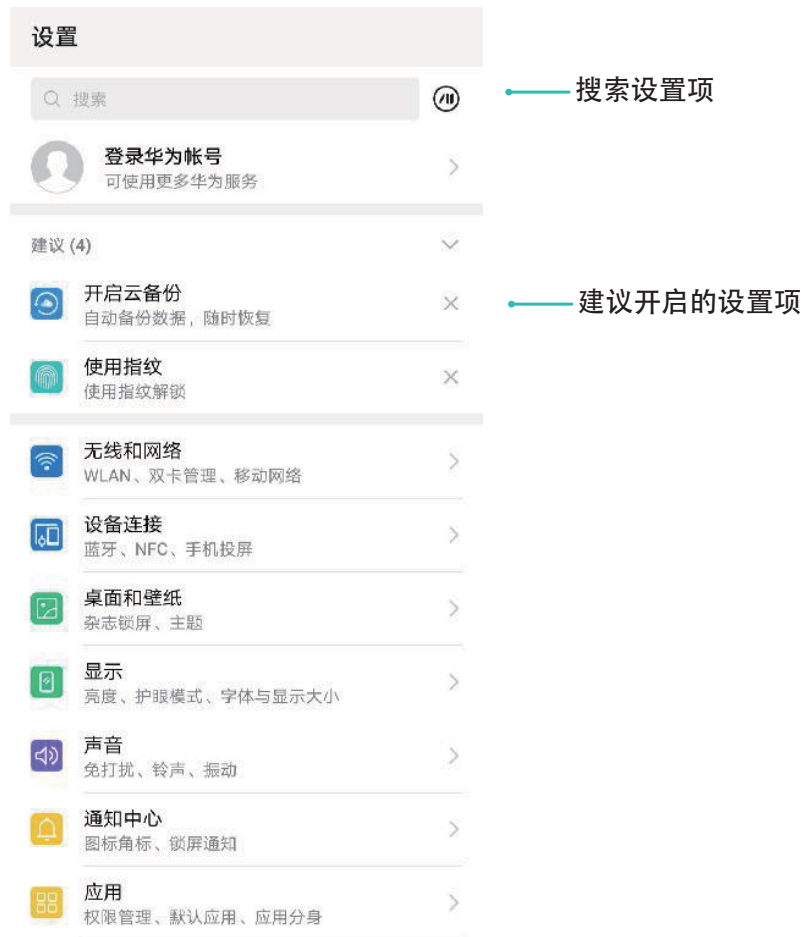 设置
搜索
搜索设置项
登录华为帐号
可使用更多华为服务
建议 (4)
开启云备份
自动备份数据，随时恢复
建议开启的设置项
使用指纹
使用指纹解锁
无线和网络
WLAN、双卡管理、移动网络
设备连接
蓝牙、NFC、手机投屏
桌面和壁纸
杂志锁屏、主题
显示
亮度、护眼模式、字体与显示大小
声音
免打扰、铃声、振动
通知中心
图标角标、锁屏通知
应用
权限管理、默认应用、应用分身